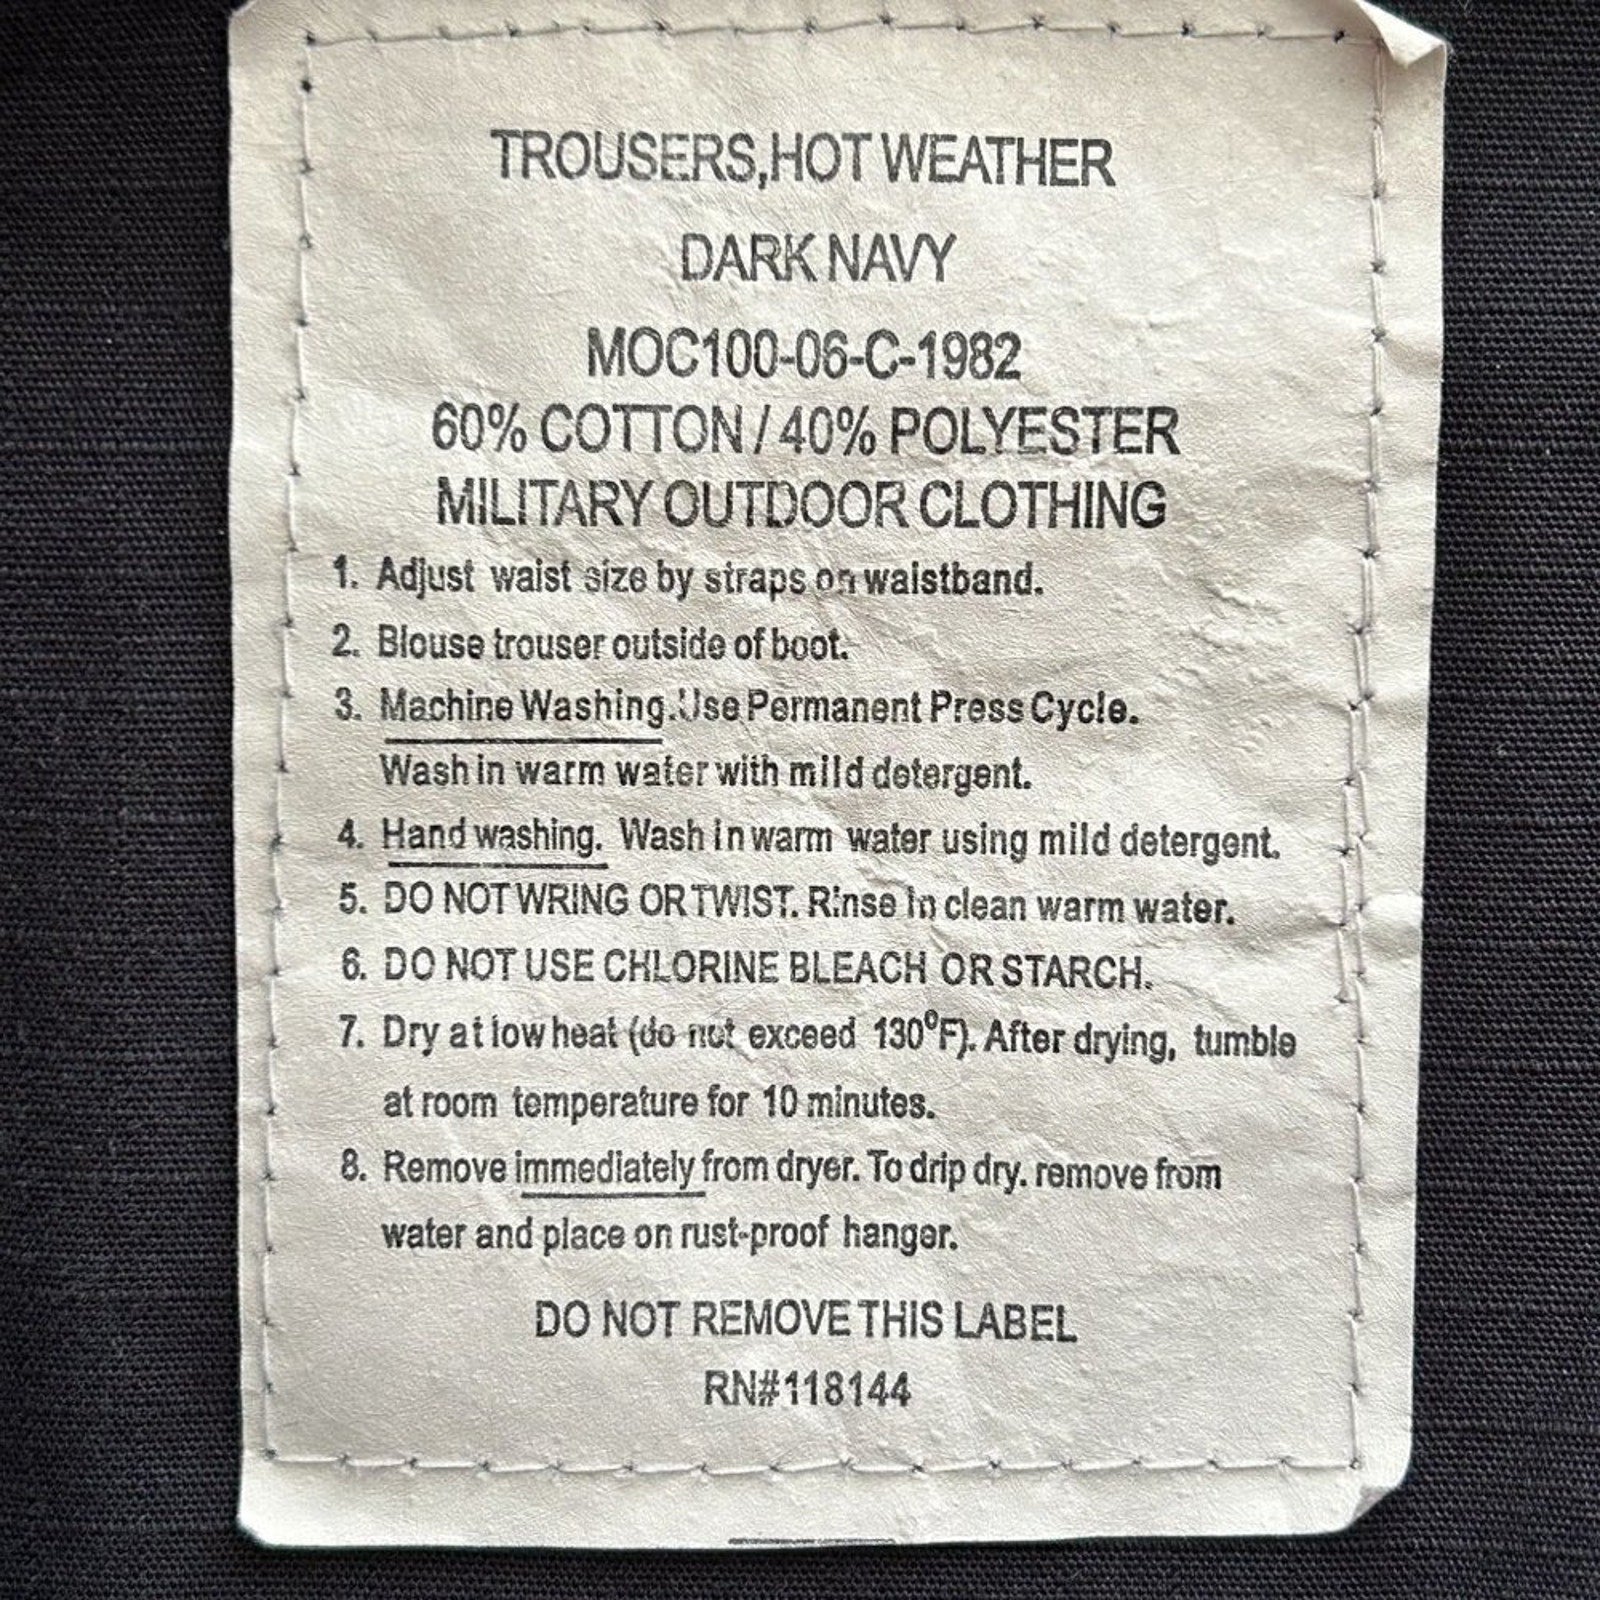 TROUSERS,HOT WEATHER
DARK NAVY
MOC100-06-C-1982
60% COTTON / 40% POLYESTER
MILITARY OUTDOOR CLOTHING
1. Adjust waist size by straps on waistband.
2. Blouse trouser outside of boot.
3. Machine Washing.Use Permanent Press Cycle.
Wash in warm water with mild detergent.
4. Hand washing. Wash in warm water using mild detergent.
5. DO NOT WRING OR TWIST. Rinse in clean warm water.
6. DO NOT USE CHLORINE BLEACH OR STARCH.
7. Dry at low heat (do not exceed 130°F). After drying, tumble
at room temperature for 10 minutes.
8. Remove immediately from dryer. To drip dry. remove from
water and place on rust-proof hanger.
DO NOT REMOVE THIS LABEL
RN#118144